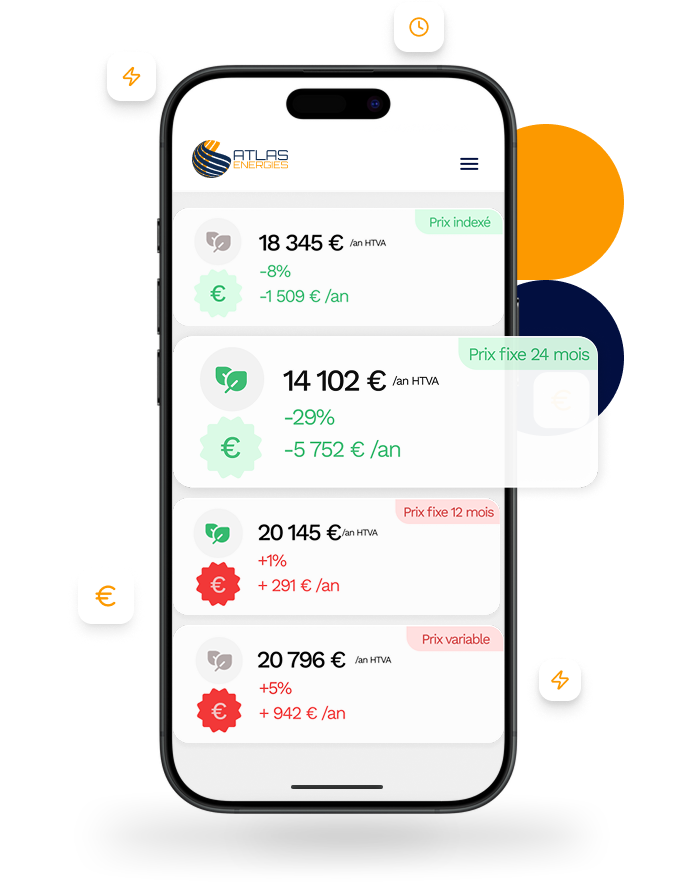 ATLAS
ENERGIES
Prix indexé
18 345 € /an HTVA
-8%
€
-1 509 € /an
Prix fixe 24 mois
14 102 € /an HTVA
€
-29%
€
-5 752 € /an
Prix fixe 12 mois
20 145 €/an HTVA
+1%
€
+ 291 € /an
€
Prix variable
20 796 € /an HTVA
+5%
€
+ 942 € /an